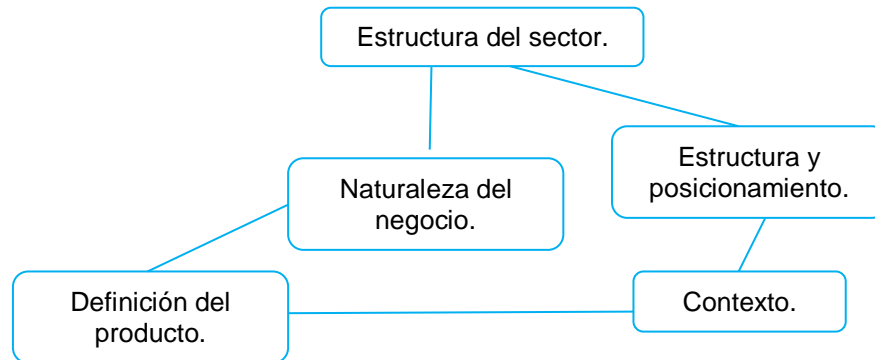 Estructura del sector.
Estructura y
posicionamiento.
Naturaleza del
negocio.
Definición del
producto.
Contexto.